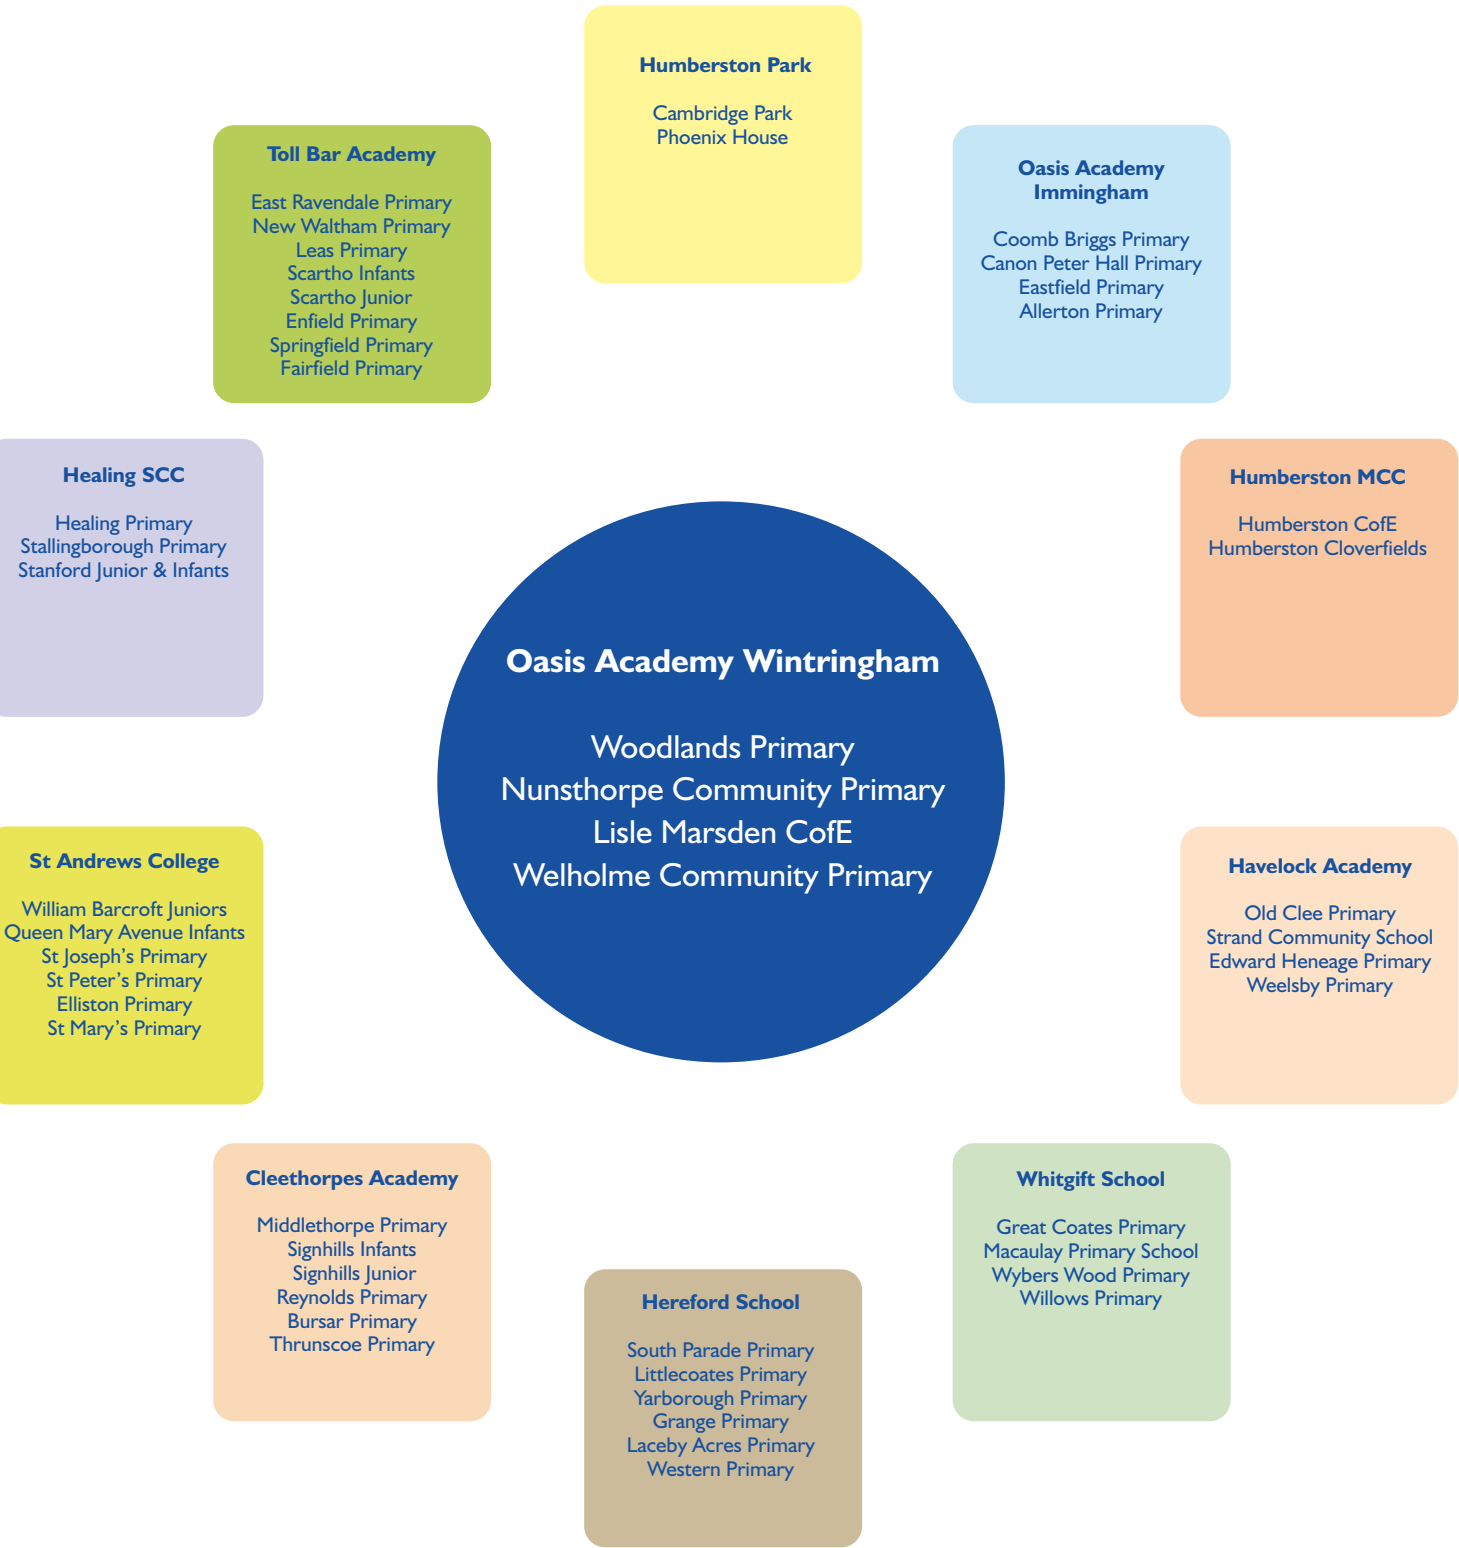 Humberston Park
Cambridge Park
Phoenix House
Toll Bar Academy
East Ravendale Primary
New Waltham Primary
Leas Primary
Scartho Infants
Scartho Junior
Enfield Primary
Springfield Primary
Fairfield Primary
Oasis Academy
Immingham
Coomb Briggs Primary
Canon Peter Hall Primary
Eastfield Primary
Allerton Primary
Healing SCC
Healing Primary
Stallingborough Primary
Stanford Junior & Infants
Humberston MCC
Humberston CofE
Humberston Cloverfields
Oasis Academy Wintringham
Woodlands Primary
Nunsthorpe Community Primary
Lisle Marsden CofE
Welholme Community Primary
St Andrews College
William Barcroft Juniors
Queen Mary Avenue Infants
St Joseph’s Primary
St Peter’s Primary
Elliston Primary
St Mary’s Primary
Havelock Academy
Old Clee Primary
Strand Community School
Edward Heneage Primary
Weelsby Primary
Cleethorpes Academy
Middlethorpe Primary
Signhills Infants
Signhills Junior
Reynolds Primary
Bursar Primary
Thrunscoe Primary
Whitgift School
Great Coates Primary
Macaulay Primary School
Wybers Wood Primary
Willows Primary
Hereford School
South Parade Primary
Littlecoates Primary
Yarborough Primary
Grange Primary
Laceby Acres Primary
Western Primary